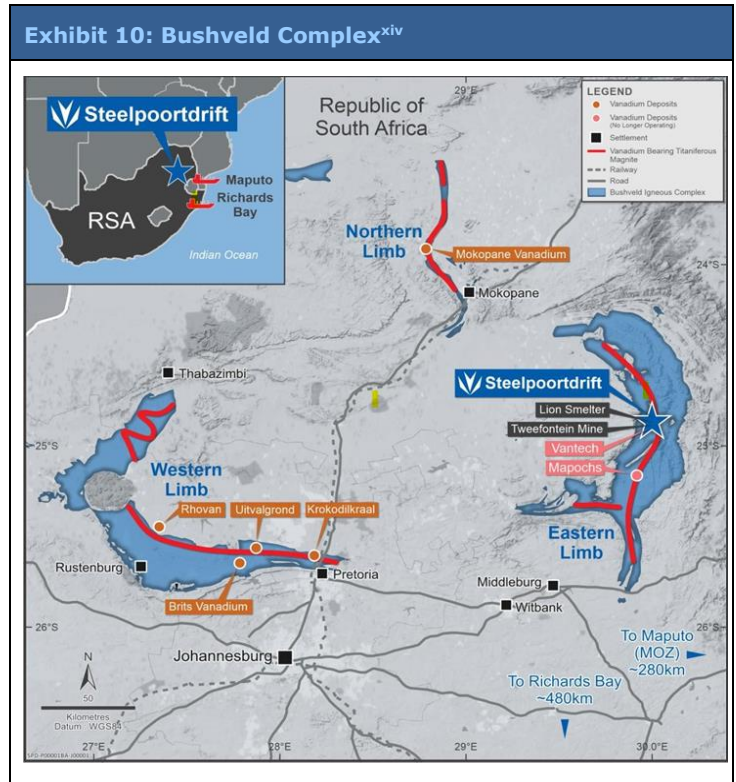 Exhibit 10: Bushveld Complexxiv
Steelpoortdrift
RSA
Maputo
Richards
Bay
Indian Ocean
Republic of
South Africa
29°E
LEGEND
Vanadium Deposits
Vanadium Deposits
(No Longer Operating)
Settlement
Vanadium Bearing Titaniferous
Magnite
Railway
Road
Bushveld Igneous Complex
Northern
Limb
Mokopane Vanadium
24°S
Mokopane
Thabazimbi
Steelpoortdrift
Lion Smelter
Tweefontein Mine
Vantech
Mapochs
25°S
25°S
Western
Limb
Rhovan
Uitvalgrond
Krokodilkraal
Eastern
Limb
Rustenburg
Pretoria
Brits Vanadium
Middleburg
Witbank
26°S
26°S
Johannesburg
To Maputo
(MOZ)
~280km
To Richards Bay
~480km
N
50
Kilometres
Datum WGS84
27°E
28°E
29°E
30.0°E